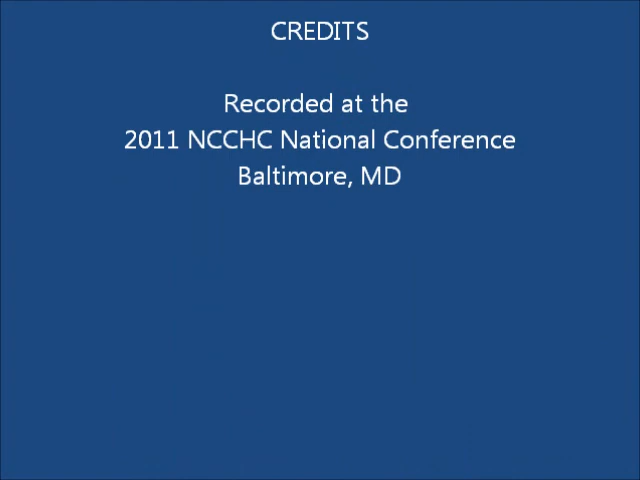 CREDITS
Recorded at the
2011 NCCHC National Conference
Baltimore, MD